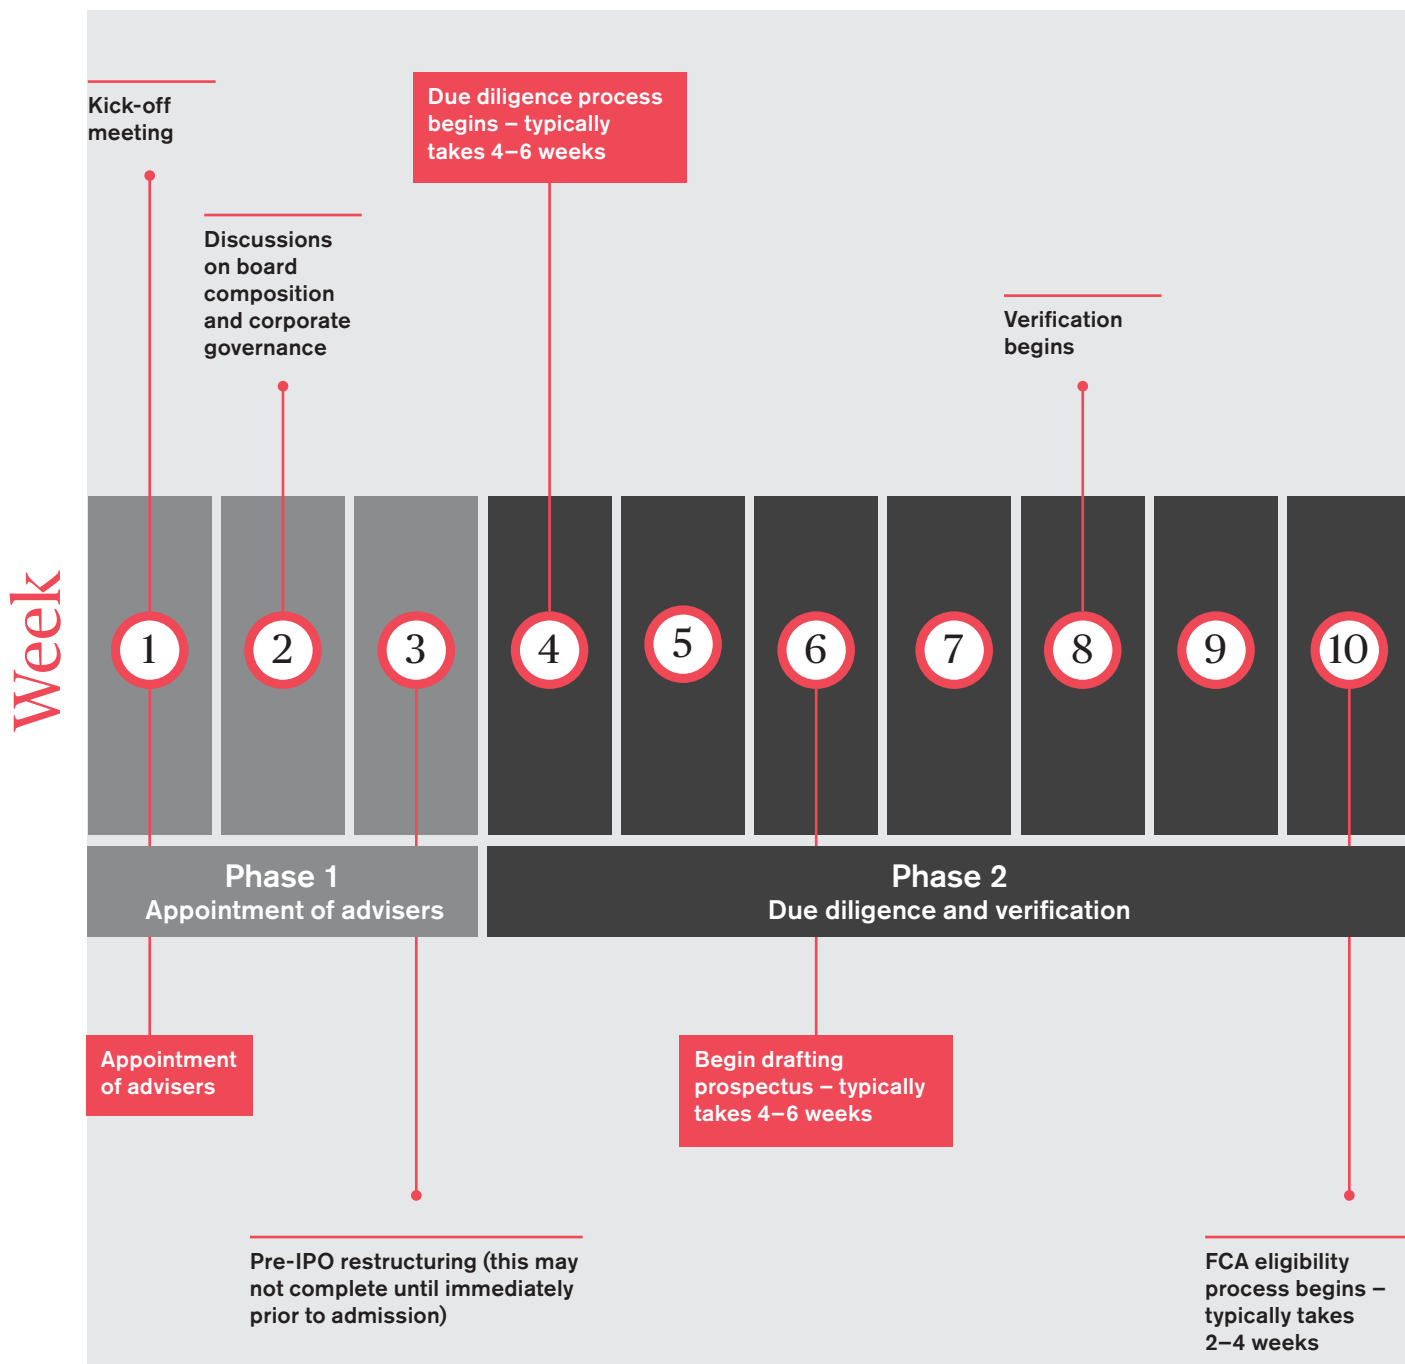 Kick-off
meeting
Due diligence process
begins – typically
takes 4–6 weeks
Discussions
on board
composition
and corporate
governance
Verification
begins
Week
1
2
3
4
5
6
7
8
9
10
Phase 1
Appointment of advisers
Phase 2
Due diligence and verification
Appointment
of advisers
Begin drafting
prospectus – typically
takes 4–6 weeks
Pre-IPO restructuring (this may
not complete until immediately
prior to admission)
FCA eligibility
process begins –
typically takes
2–4 weeks